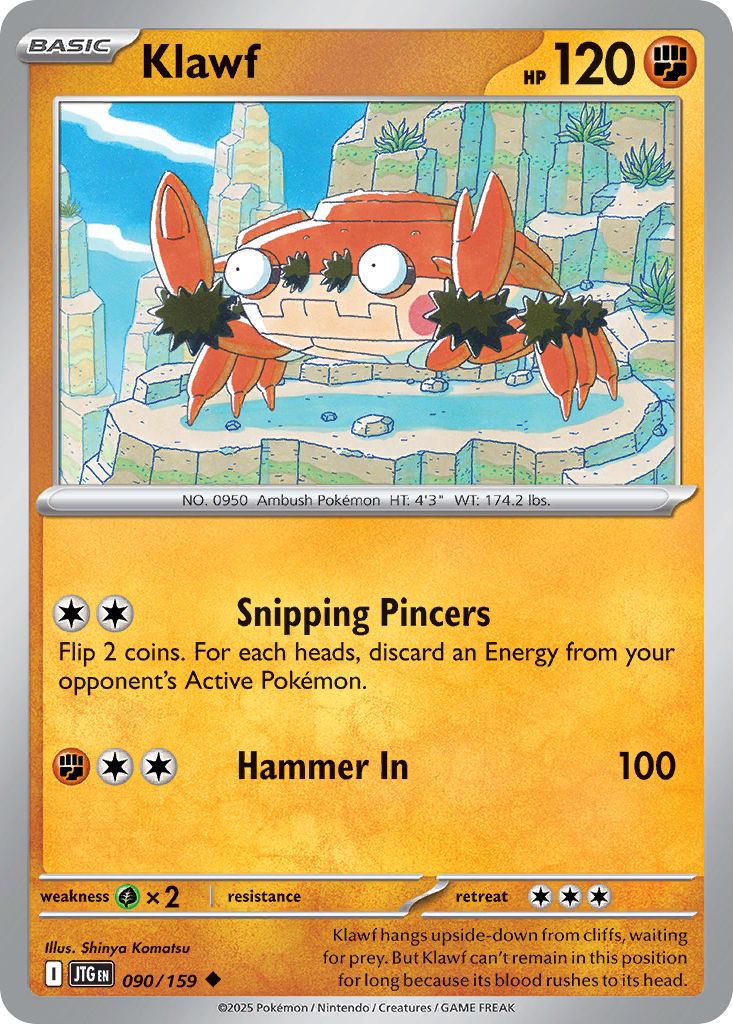 BASIC
Klawf
HP 120
NO. 0950 Ambush Pokémon HT: 4'3" WT: 174.2 lbs.
Snipping Pincers
Flip 2 coins. For each heads, discard an Energy from your
opponent's Active Pokémon.
Hammer In 100
weakness ×2 resistance retreat
Illus. Shinya Komatsu
Klawf hangs upside-down from cliffs, waiting
for prey. But Klawf can't remain in this position
for long because its blood rushes to its head.
I JTG EN 090/159
©2025 Pokémon / Nintendo / Creatures / GAME FREAK